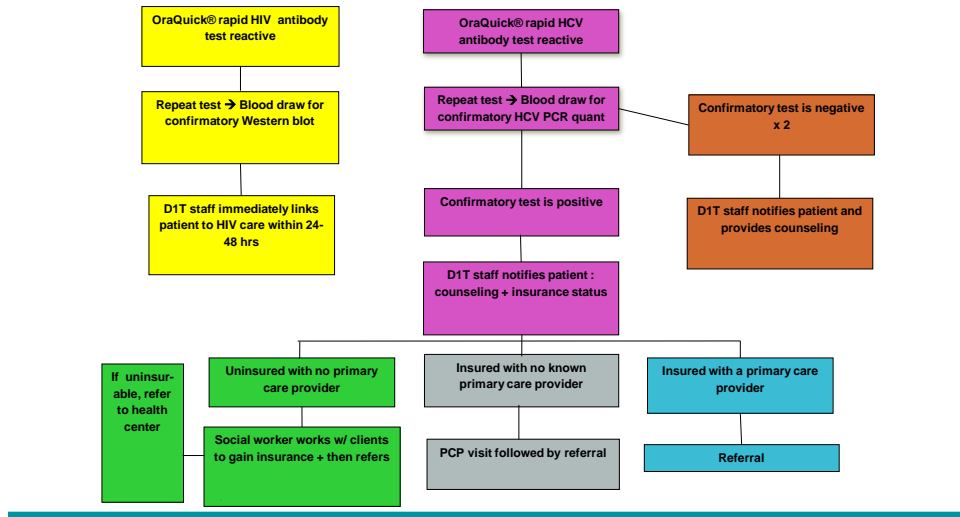 OraQuick® rapid HIV antibody
test reactive
Repeat test → Blood draw for
confirmatory Western blot
D1T staff immediately links
patient to HIV care within 24-
48 hrs
OraQuick® rapid HCV
antibody test reactive
Repeat test → Blood draw for
confirmatory HCV PCR quant
Confirmatory test is negative
x 2
D1T staff notifies patient and
provides counseling
Confirmatory test is positive
D1T staff notifies patient :
counseling + insurance status
If uninsur-
able, refer
to health
center
Uninsured with no primary
care provider
Social worker works w/ clients
to gain insurance + then refers
Insured with no known
primary care provider
PCP visit followed by referral
Insured with a primary care
provider
Referral